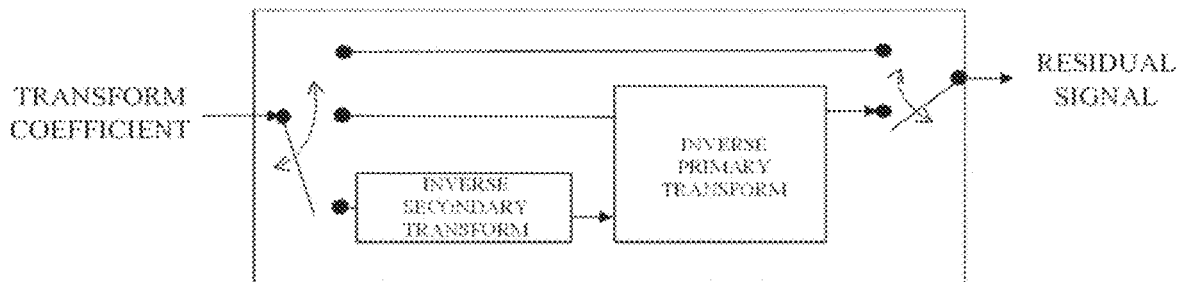 TRANSFORM
COEFFICIENT
INVERSE
SECONDARY
TRANSFORM
INVERSE
PRIMARY
TRANSFORM
RESIDUAL
SIGNAL